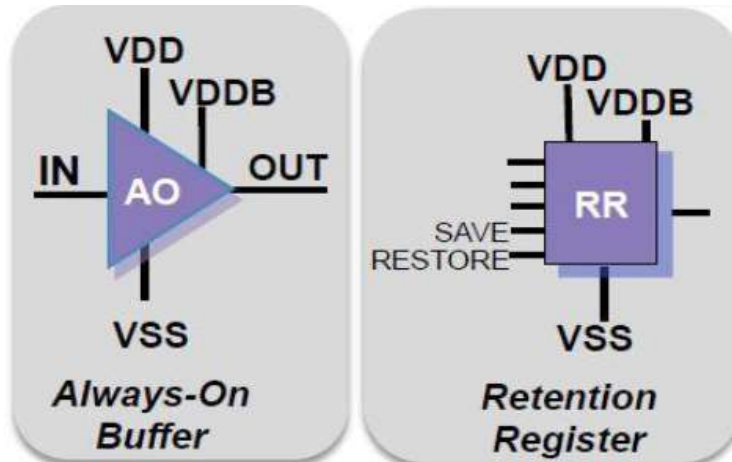 VDD
VDDB
IN
AO
OUT
VSS
Always-On
Buffer
VDD
VDDB
RR
SAVE
RESTORE
VSS
Retention
Register